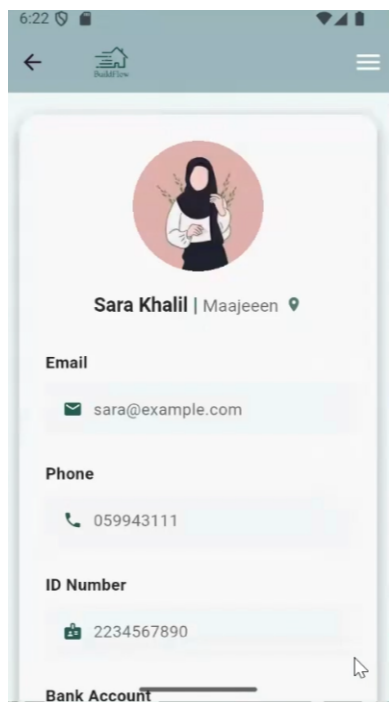 6:22
BuildFlow
Sara Khalil | Maajeeen
Email
sara@example.com
Phone
059943111
ID Number
2234567890
Bank Account